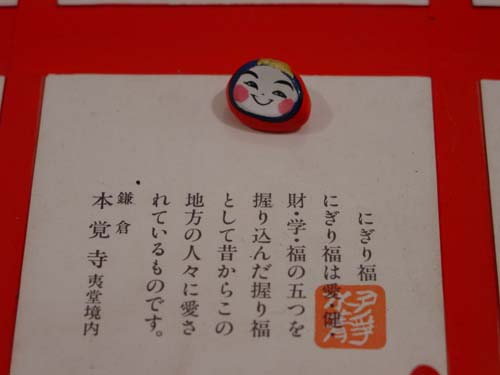 にぎり福
にぎり福は愛・健・
財・学・福の五つを
握り込んだ握り福
として昔からこの
地方の人々に愛さ
れているものです。
鎌倉
本覚寺 夷堂境内